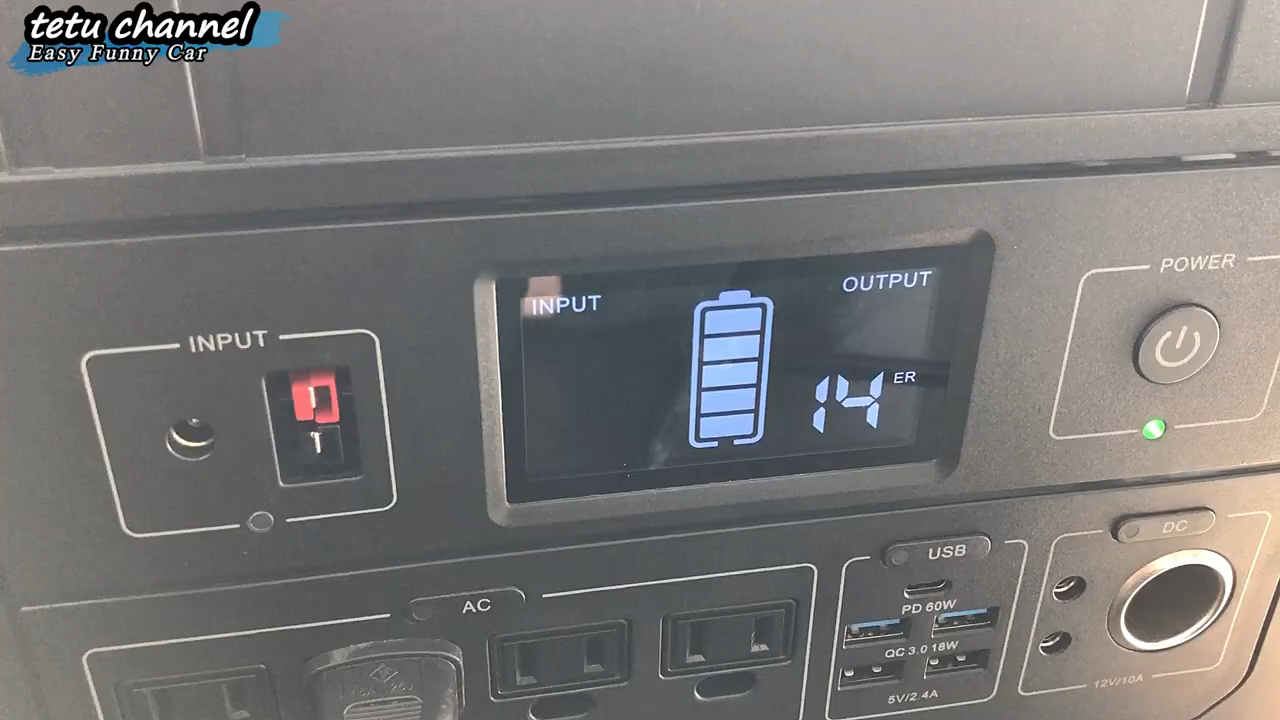 tetu channel
Easy Funny Car
POWER
OUTPUT
INPUT
INPUT
14
ER
DC
USB
AC
PD 60W
QC 3.0 18W
5V/2.4A
12V/10A